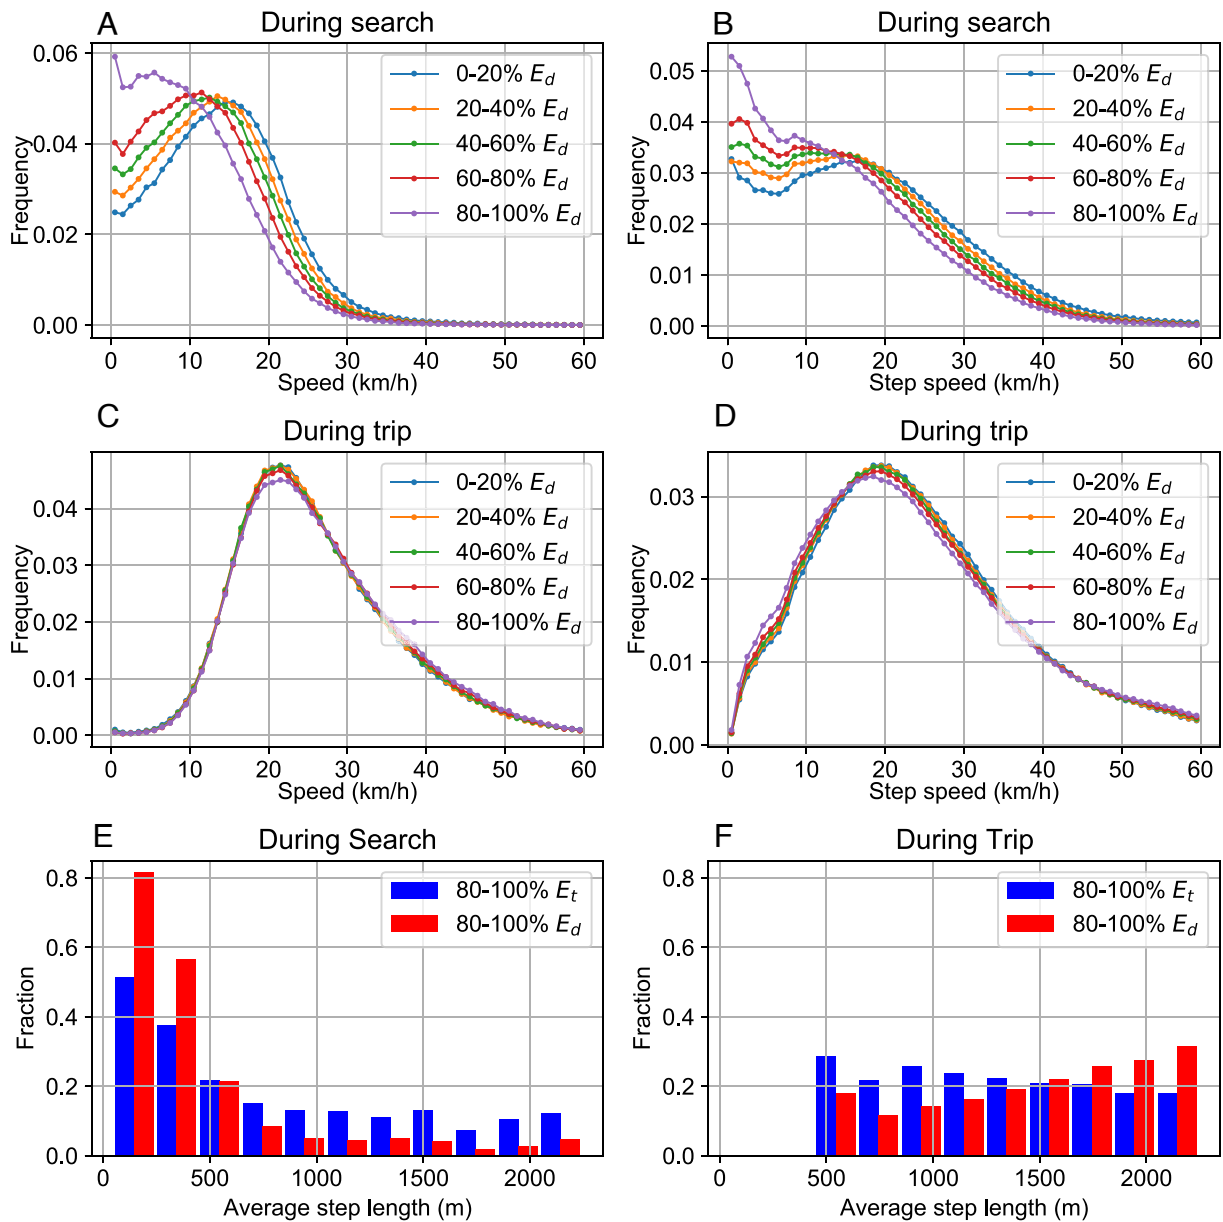 A
During search
0.06
0.04
0.02
0.00
Frequency
0-20% E_d
20-40% E_d
40-60% E_d
60-80% E_d
80-100% E_d
0 10 20 30 40 50 60
Speed (km/h)
B
During search
0.05
0.04
0.03
0.02
0.01
0.00
Frequency
0-20% E_d
20-40% E_d
40-60% E_d
60-80% E_d
80-100% E_d
0 10 20 30 40 50 60
Step speed (km/h)
C
During trip
0.04
0.03
0.02
0.01
0.00
Frequency
0-20% E_d
20-40% E_d
40-60% E_d
60-80% E_d
80-100% E_d
0 10 20 30 40 50 60
Speed (km/h)
D
During trip
0.03
0.02
0.01
0.00
Frequency
0-20% E_d
20-40% E_d
40-60% E_d
60-80% E_d
80-100% E_d
0 10 20 30 40 50 60
Step speed (km/h)
E
During Search
0.8
0.6
0.4
0.2
0.0
Fraction
80-100% E_t
80-100% E_d
0 500 1000 1500 2000
Average step length (m)
F
During Trip
0.8
0.6
0.4
0.2
0.0
Fraction
80-100% E_t
80-100% E_d
0 500 1000 1500 2000
Average step length (m)